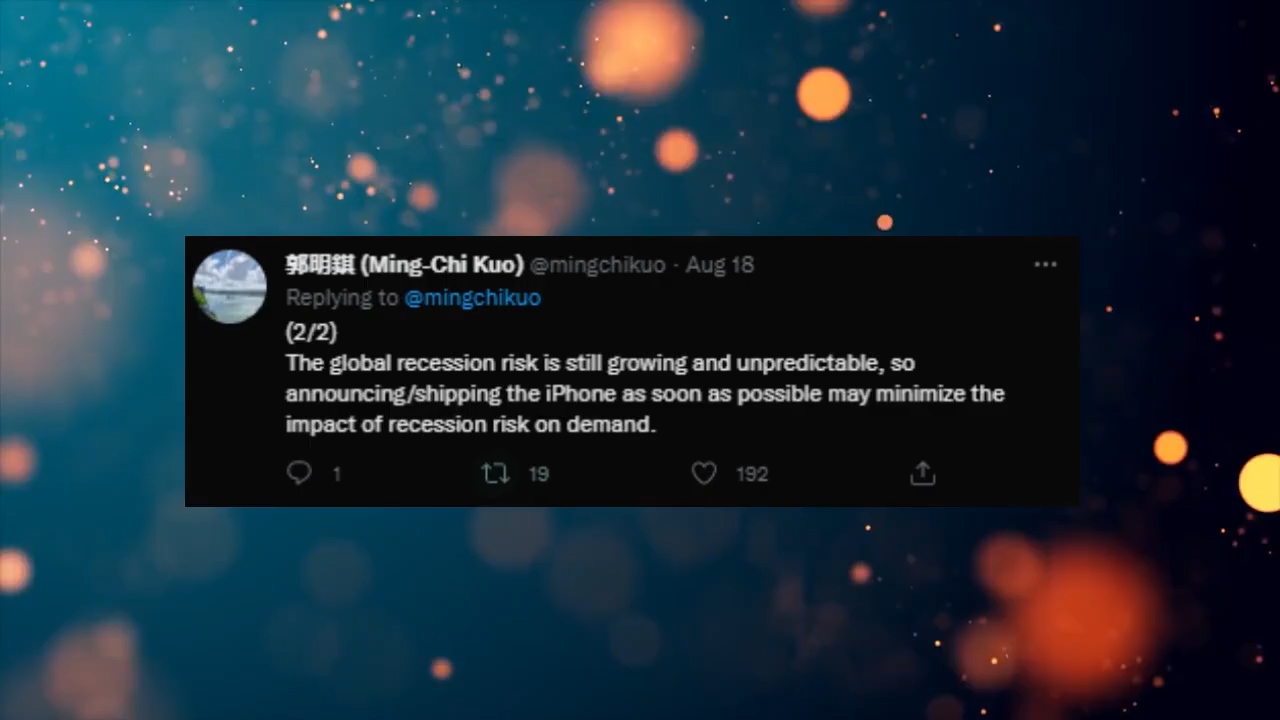 郭明錤 (Ming-Chi Kuo) @mingchikuo · Aug 18
Replying to @mingchikuo
(2/2)
The global recession risk is still growing and unpredictable, so
announcing/shipping the iPhone as soon as possible may minimize the
impact of recession risk on demand.
1 19 192